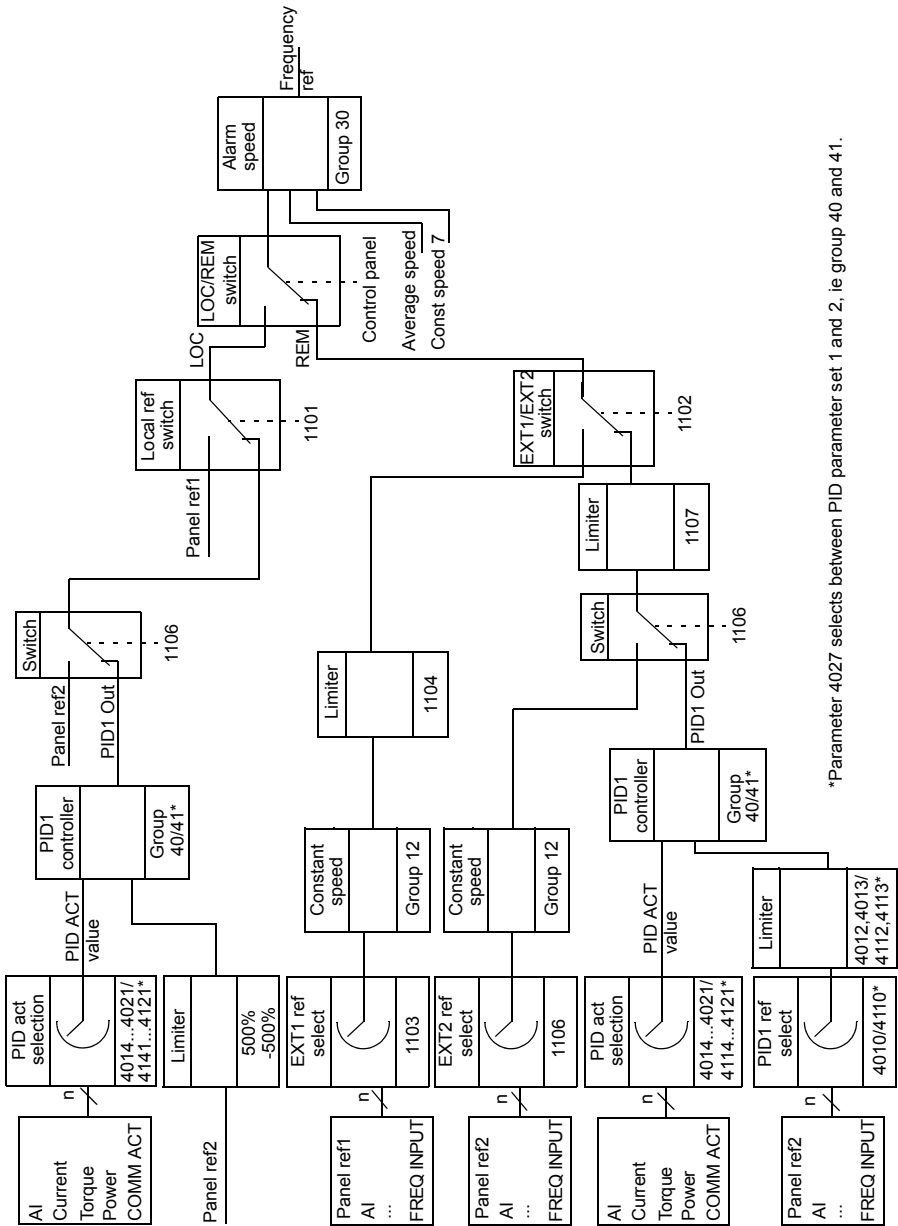 AI
Current
Torque
Power
COMM ACT
n
PID act
selection
4014...4021/
4141...4121*
PID ACT
value
PID1
controller
Group
40/41*
Panel ref2
PID1 Out
Switch
1106
Panel ref2
Limiter
500%
-500%
Panel ref1
Local ref
switch
1101
LOC
REM
LOC/REM
switch
Control panel
Average speed
Const speed 7
Alarm
speed
Group 30
Frequency
ref
Panel ref1
AI
...
FREQ INPUT
n
EXT1 ref
select
1103
Constant
speed
Group 12
Limiter
1104
EXT1/EXT2
switch
1102
Panel ref2
AI
...
FREQ INPUT
n
EXT2 ref
select
1106
Constant
speed
Group 12
Switch
1106
Limiter
1107
AI
Current
Torque
Power
COMM ACT
n
PID act
selection
4014...4021/
4114...4121*
PID ACT
value
PID1
controller
Group
40/41*
PID1 Out
Panel ref2
AI
...
FREQ INPUT
n
PID1 ref
select
4010/4110*
Limiter
4012,4013/
4112,4113*
*Parameter 4027 selects between PID parameter set 1 and 2, ie group 40 and 41.